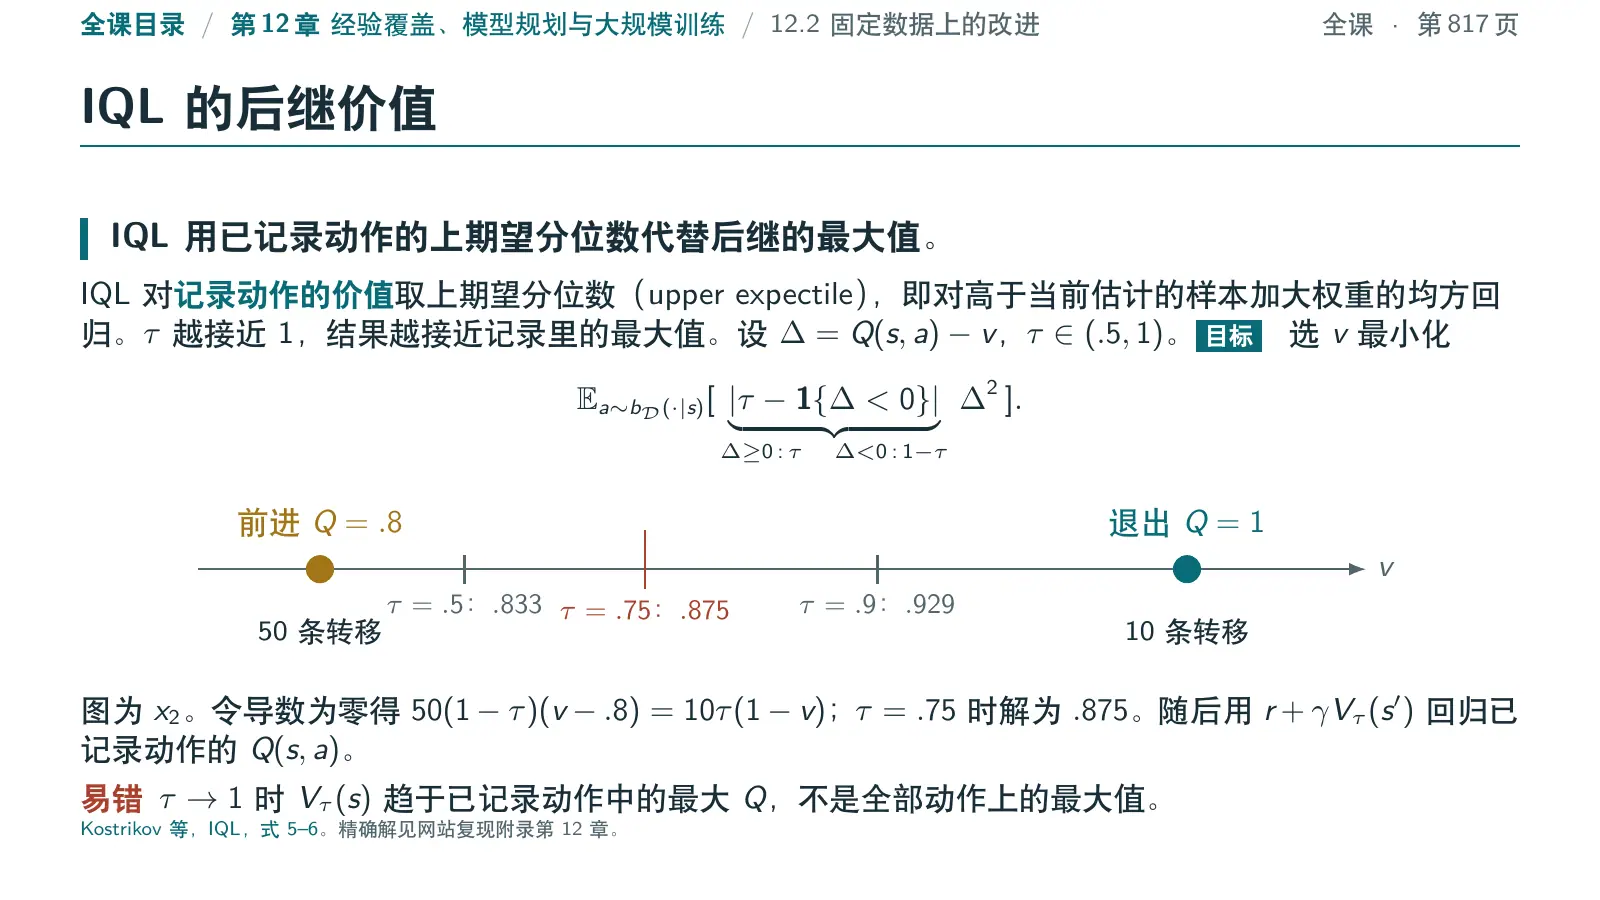 全课目录 / 第 12 章 经验覆盖、模型规划与大规模训练 / 12.2 固定数据上的改进 全课 · 第 817 页
IQL 的后继价值
IQL 用已记录动作的上期望分位数代替后继的最大值。
IQL 对记录动作的价值取上期望分位数（upper expectile），即对高于当前估计的样本加大权重的均方回
归。τ 越接近 1，结果越接近记录里的最大值。设 Δ = Q(s, a) − v，τ ∈ (.5, 1)。 目标 选 v 最小化
𝔼_{a∼b_𝒟(·|s)}[ |τ − 𝟏{Δ < 0}| Δ² ].
Δ≥0 : τ Δ<0 : 1−τ
前进 Q = .8 退出 Q = 1
v
τ = .5：.833 τ = .75：.875 τ = .9：.929
50 条转移 10 条转移
图为 x₂。令导数为零得 50(1 − τ)(v − .8) = 10τ(1 − v)；τ = .75 时解为 .875。随后用 r + γV_τ(s′) 回归已
记录动作的 Q(s, a)。
易错 τ → 1 时 V_τ(s) 趋于已记录动作中的最大 Q，不是全部动作上的最大值。
Kostrikov 等，IQL，式 5–6。精确解见网站复现附录第 12 章。